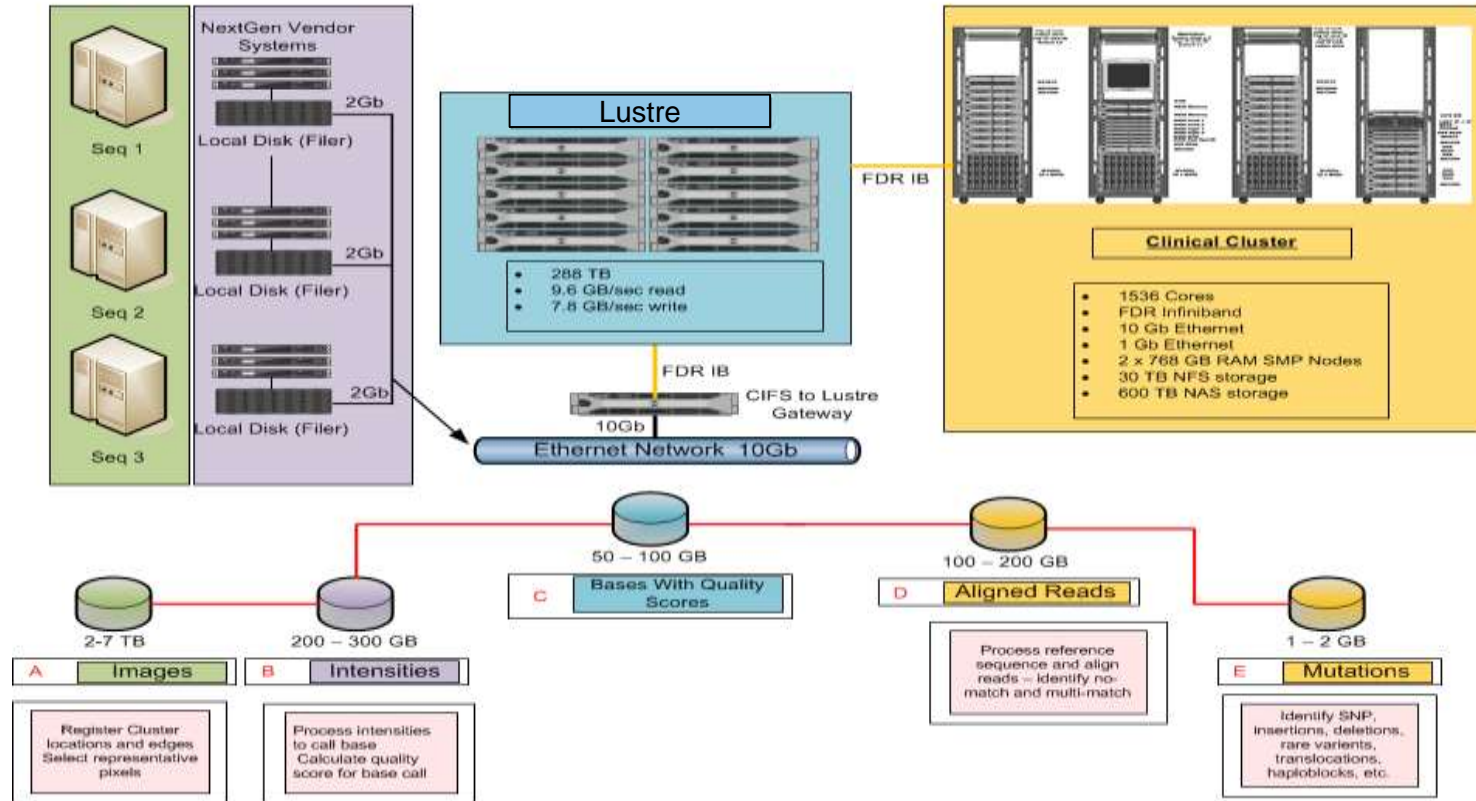 NextGen Vendor
Systems
2Gb
Local Disk (Filer)
Seq 1
2Gb
Local Disk (Filer)
Seq 2
2Gb
Local Disk (Filer)
Seq 3
Lustre
• 288 TB
• 9.6 GB/sec read
• 7.8 GB/sec write
FDR IB
FDR IB
CIFS to Lustre
Gateway
10Gb
Ethernet Network 10Gb
Clinical Cluster
• 1536 Cores
• FDR Infiniband
• 10 Gb Ethernet
• 1 Gb Ethernet
• 2 x 768 GB RAM SMP Nodes
• 30 TB NFS storage
• 600 TB NAS storage
2-7 TB
A Images
Register Cluster
locations and edges
Select representative
pixels
200 – 300 GB
B Intensities
Process intensities
to call base
Calculate quality
score for base call
50 – 100 GB
C Bases With Quality
Scores
100 – 200 GB
D Aligned Reads
Process reference
sequence and align
reads – Identify no-
match and multi-match
1 – 2 GB
E Mutations
Identify SNP,
insertions, deletions,
rare varients,
translocations,
haploblocks, etc.